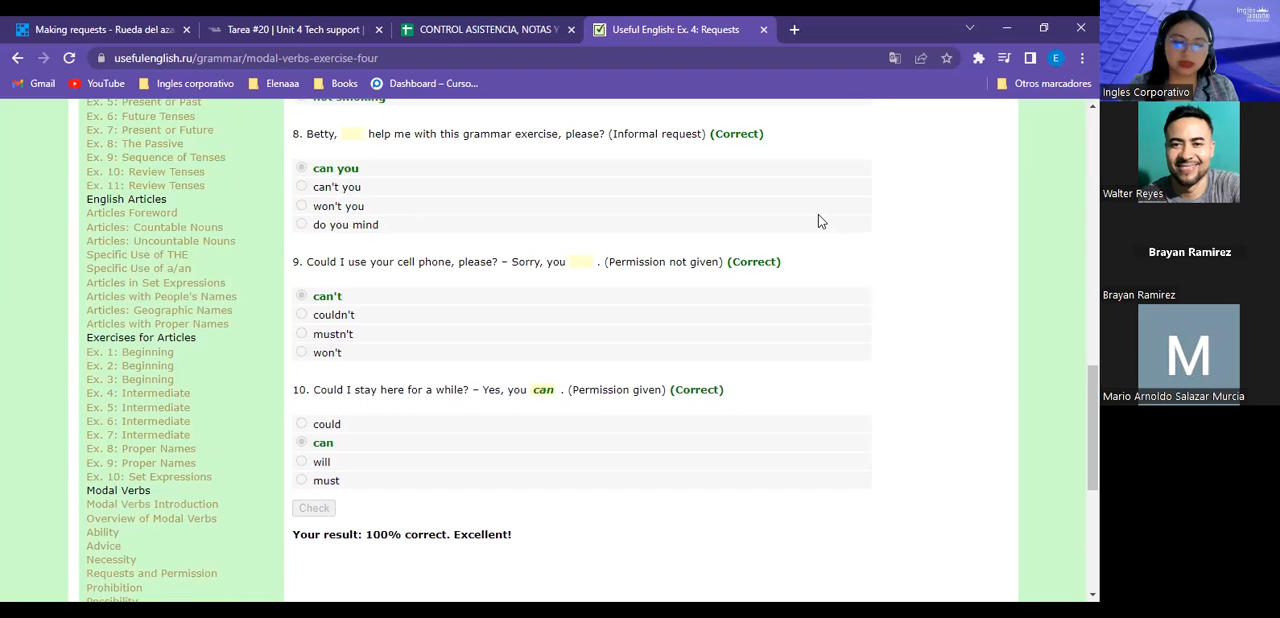 Making requests - Rueda del aza
Tarea #20 | Unit 4 Tech support |
CONTROL ASISTENCIA, NOTAS Y
Useful English: Ex. 4: Requests
usefulenglish.ru/grammar/modal-verbs-exercise-four
E
Gmail
YouTube
Ingles corporativo
Elenaaa
Books
Dashboard – Curso...
Otros marcadores
Ex. 5: Present or Past
Ex. 6: Future Tenses
Ex. 7: Present or Future
Ex. 8: The Passive
Ex. 9: Sequence of Tenses
Ex. 10: Review Tenses
Ex. 11: Review Tenses
English Articles
Articles Foreword
Articles: Countable Nouns
Articles: Uncountable Nouns
Specific Use of THE
Specific Use of a/an
Articles in Set Expressions
Articles with People's Names
Articles: Geographic Names
Articles with Proper Names
Exercises for Articles
Ex. 1: Beginning
Ex. 2: Beginning
Ex. 3: Beginning
Ex. 4: Intermediate
Ex. 5: Intermediate
Ex. 6: Intermediate
Ex. 7: Intermediate
Ex. 8: Proper Names
Ex. 9: Proper Names
Ex. 10: Set Expressions
Modal Verbs
Modal Verbs Introduction
Overview of Modal Verbs
Ability
Advice
Necessity
Requests and Permission
Prohibition
Possibility
not smoking
8. Betty, help me with this grammar exercise, please? (Informal request) (Correct)
can you
can't you
won't you
do you mind
9. Could I use your cell phone, please? – Sorry, you . (Permission not given) (Correct)
can't
couldn't
mustn't
won't
10. Could I stay here for a while? – Yes, you can . (Permission given) (Correct)
could
can
will
must
Check
Your result: 100% correct. Excellent!
Ingles Corporativo
Walter Reyes
Brayan Ramirez
Brayan Ramirez
M
Mario Arnoldo Salazar Murcia